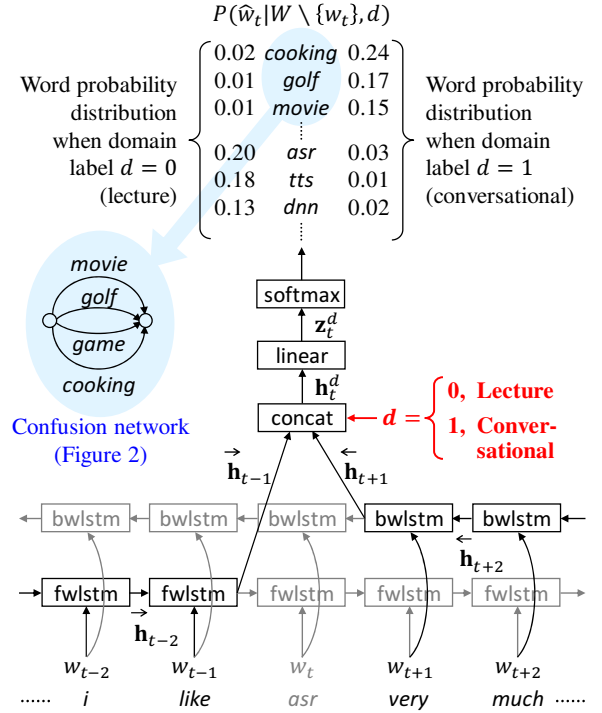 P(ŵ_t|W \ {w_t}, d)
0.02 cooking 0.24
0.01 golf 0.17
0.01 movie 0.15
......
0.20 asr 0.03
0.18 tts 0.01
0.13 dnn 0.02
......
Word probability
distribution
when domain
label d = 0
(lecture)
Word probability
distribution
when domain
label d = 1
(conversational)
movie
golf
game
cooking
Confusion network
(Figure 2)
softmax
z_t^d
linear
h_t^d
concat
d = { 0, Lecture
1, Conver-
sational
→h_{t−1}
←h_{t+1}
bwlstm bwlstm bwlstm bwlstm bwlstm
←h_{t+2}
fwlstm fwlstm fwlstm fwlstm fwlstm
→h_{t−2}
w_{t−2} w_{t−1} w_t w_{t+1} w_{t+2}
...... i like asr very much ......